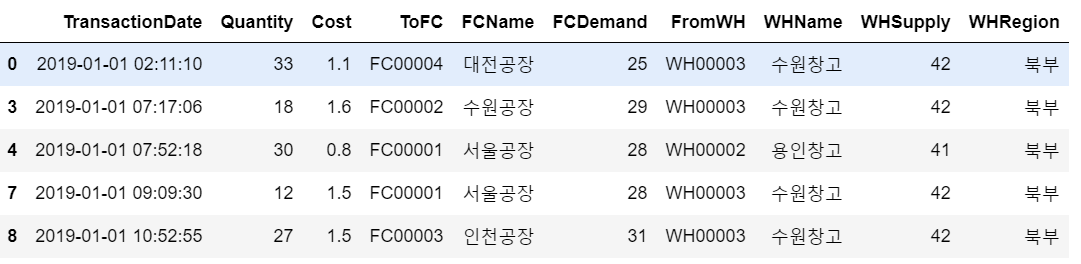 TransactionDate Quantity Cost ToFC FCName FCDemand FromWH WHName WHSupply WHRegion
0 2019-01-01 02:11:10 33 1.1 FC00004 대전공장 25 WH00003 수원창고 42 북부
3 2019-01-01 07:17:06 18 1.6 FC00002 수원공장 29 WH00003 수원창고 42 북부
4 2019-01-01 07:52:18 30 0.8 FC00001 서울공장 28 WH00002 용인창고 41 북부
7 2019-01-01 09:09:30 12 1.5 FC00001 서울공장 28 WH00003 수원창고 42 북부
8 2019-01-01 10:52:55 27 1.5 FC00003 인천공장 31 WH00003 수원창고 42 북부